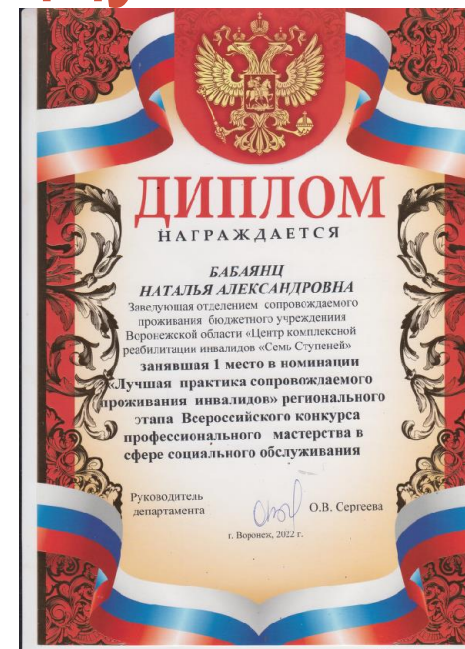 ДИПЛОМ
НАГРАЖДАЕТСЯ
БАБАЯНЦ
НАТАЛЬЯ АЛЕКСАНДРОВНА
Заведующая отделением сопровождаемого
проживания бюджетного учреждениия
Воронежской области «Центр комплексной
реабилитации инвалидов «Семь Ступеней»
занявшая 1 место в номинации
«Лучшая практика сопровождаемого
проживания инвалидов» регионального
этапа Всероссийского конкурса
профессионального мастерства в
сфере социального обслуживания
Руководитель
департамента О.В. Сергеева
г. Воронеж, 2022 г.